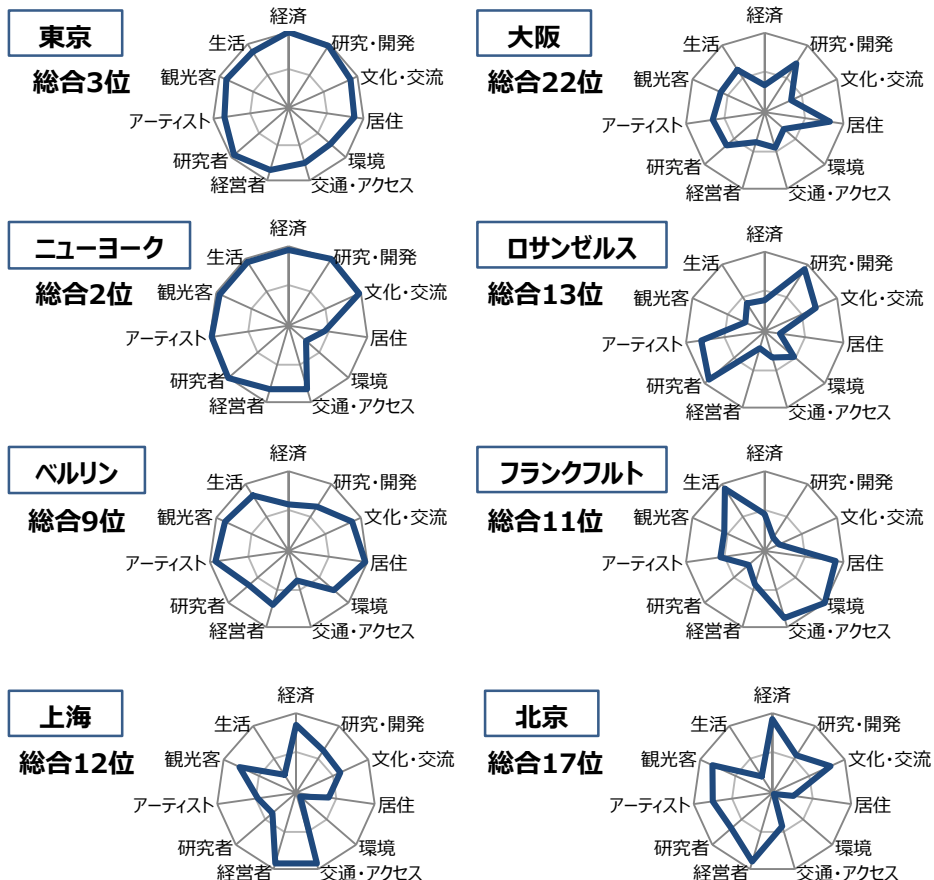 東京
総合3位
経済
研究・開発
文化・交流
居住
環境
交通・アクセス
経営者
研究者
アーティスト
観光客
生活
大阪
総合22位
経済
研究・開発
文化・交流
居住
環境
交通・アクセス
経営者
研究者
アーティスト
観光客
生活
ニューヨーク
総合2位
経済
研究・開発
文化・交流
居住
環境
交通・アクセス
経営者
研究者
アーティスト
観光客
生活
ロサンゼルス
総合13位
経済
研究・開発
文化・交流
居住
環境
交通・アクセス
経営者
研究者
アーティスト
観光客
生活
ベルリン
総合9位
経済
研究・開発
文化・交流
居住
環境
交通・アクセス
経営者
研究者
アーティスト
観光客
生活
フランクフルト
総合11位
経済
研究・開発
文化・交流
居住
環境
交通・アクセス
経営者
研究者
アーティスト
観光客
生活
上海
総合12位
経済
研究・開発
文化・交流
居住
環境
交通・アクセス
経営者
研究者
アーティスト
観光客
生活
北京
総合17位
経済
研究・開発
文化・交流
居住
環境
交通・アクセス
経営者
研究者
アーティスト
観光客
生活